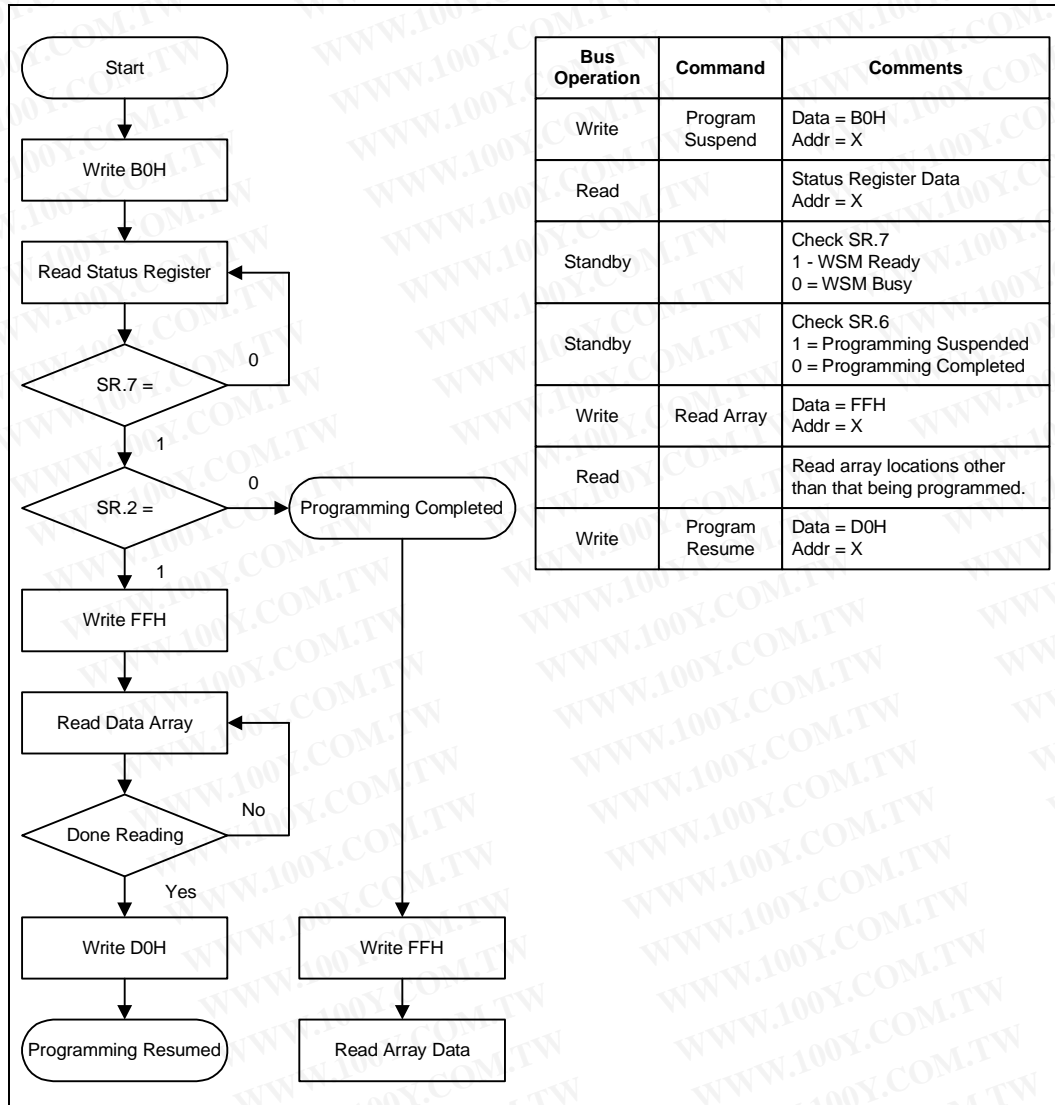 Start
Write B0H
Read Status Register
0
SR.7 =
1
0
SR.2 =
Programming Completed
1
Write FFH
Read Data Array
No
Done Reading
Yes
Write D0H
Write FFH
Programming Resumed
Read Array Data
Bus
Operation
Command
Comments
Write
Program
Suspend
Data = B0H
Addr = X
Read
Status Register Data
Addr = X
Standby
Check SR.7
1 - WSM Ready
0 = WSM Busy
Standby
Check SR.6
1 = Programming Suspended
0 = Programming Completed
Write
Read Array
Data = FFH
Addr = X
Read
Read array locations other
than that being programmed.
Write
Program
Resume
Data = D0H
Addr = X
WWW.100Y.COM.TW